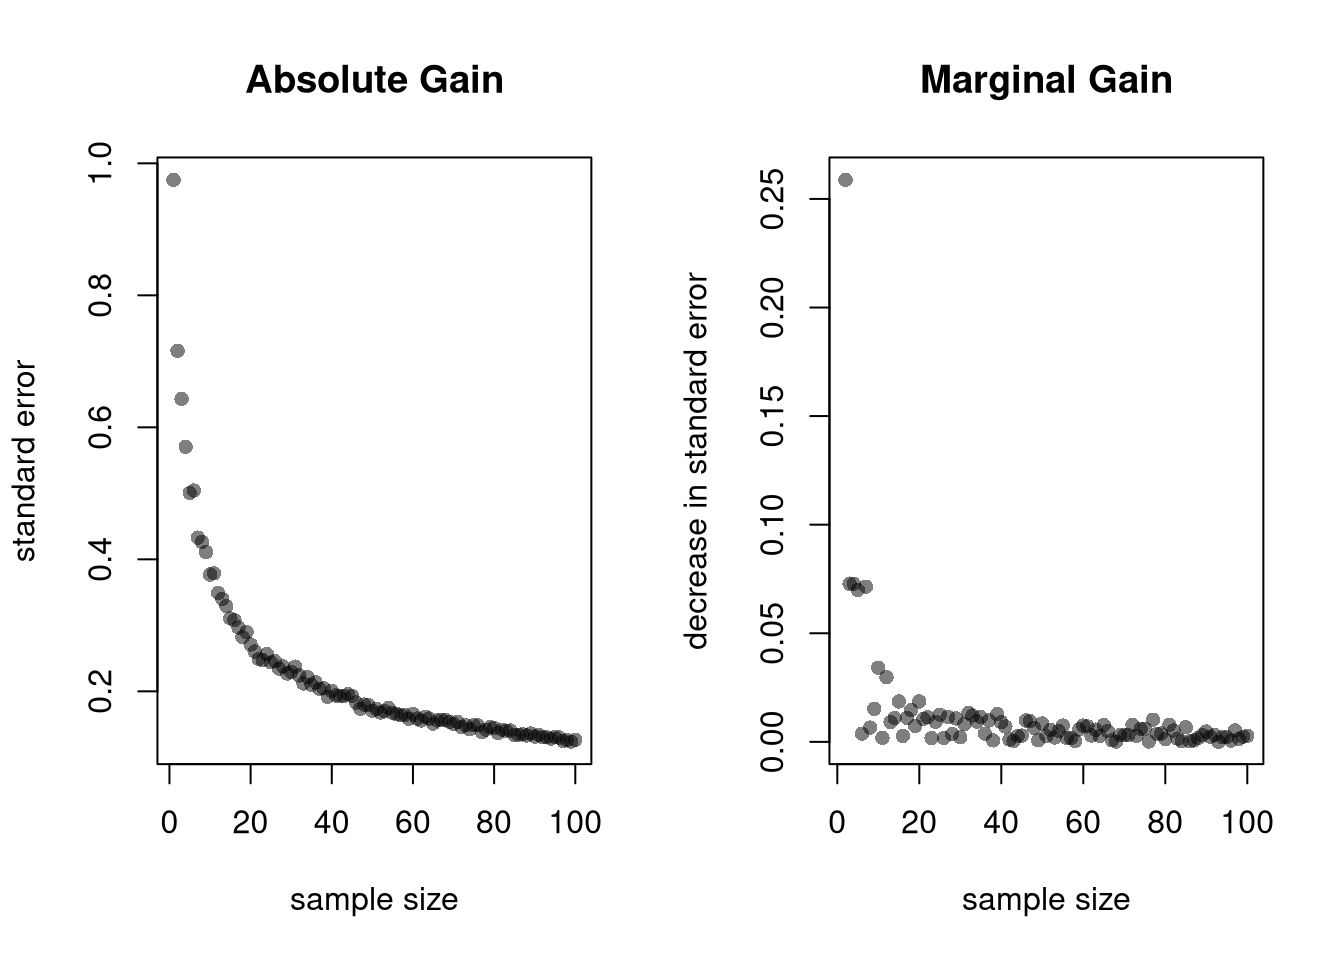 Absolute Gain
standard error
1.0
0.8
0.6
0.4
0.2
0 20 40 60 80 100
sample size
Marginal Gain
decrease in standard error
0.25
0.20
0.15
0.10
0.05
0.00
0 20 40 60 80 100
sample size